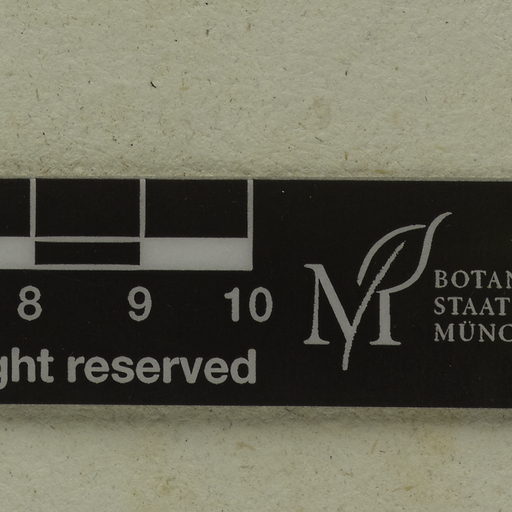 8 9 10
ght reserved
M
BOTAN
STAAT
MÜNC